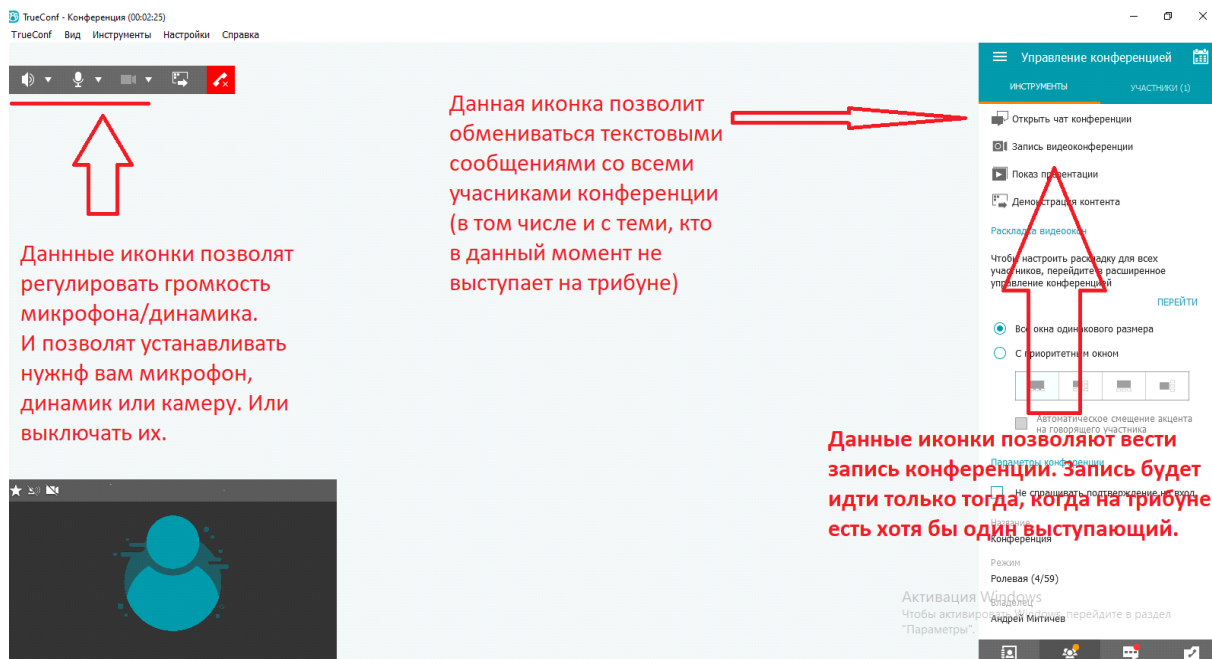 TrueConf - Конференция (00:02:25)
TrueConf Вид Инструменты Настройки Справка
Данные иконки позволят
регулировать громкость
микрофона/динамика.
И позволят устанавливать
нужнф вам микрофон,
динамик или камеру. Или
выключать их.
Данная иконка позволит
обмениваться текстовыми
сообщениями со всеми
учасниками конференции
(в том числе и с теми, кто
в данный момент не
выступает на трибуне)
Управление конференцией
ИНСТРУМЕНТЫ УЧАСТНИКИ (1)
Открыть чат конференции
Запись видеоконференции
Показ презентации
Демонстрация контента
Раскладка видеоокон
Чтобы настроить раскладку для всех
участников, перейдите в расширенное
управление конференцией
ПЕРЕЙТИ
Все окна одинакового размера
С приоритетным окном
Автоматическое смещение акцента
на говорящего участника
Данные иконки позволяют вести
запись конференции. Запись будет
идти только тогда, когда на трибуне
есть хотя бы один выступающий.
Параметры конференции
Не спрашивать подтверждение на вход
Название
Конференция
Режим
Ролевая (4/59)
Владелец
Андрей Митичев
Активация Windows
Чтобы активировать Windows, перейдите в раздел
"Параметры".